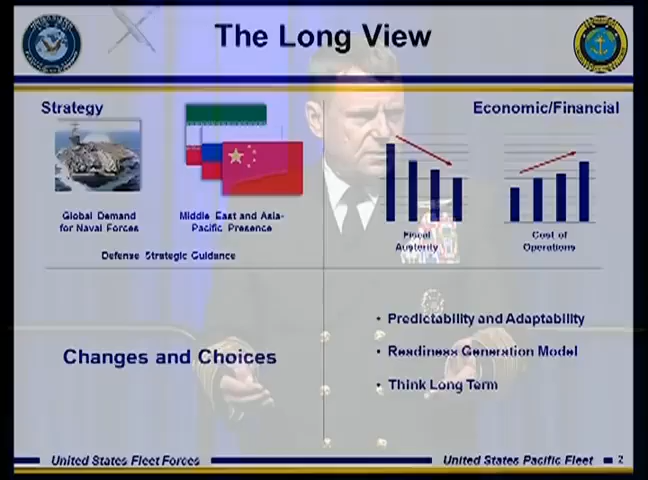 The Long View
Strategy
Economic/Financial
Global Demand
for Naval Forces
Middle East and Asia-
Pacific Presence
Fiscal
Austerity
Cost of
Operations
Defense Strategic Guidance
Changes and Choices
• Predictability and Adaptability
• Readiness Generation Model
• Think Long Term
United States Fleet Forces
United States Pacific Fleet
2